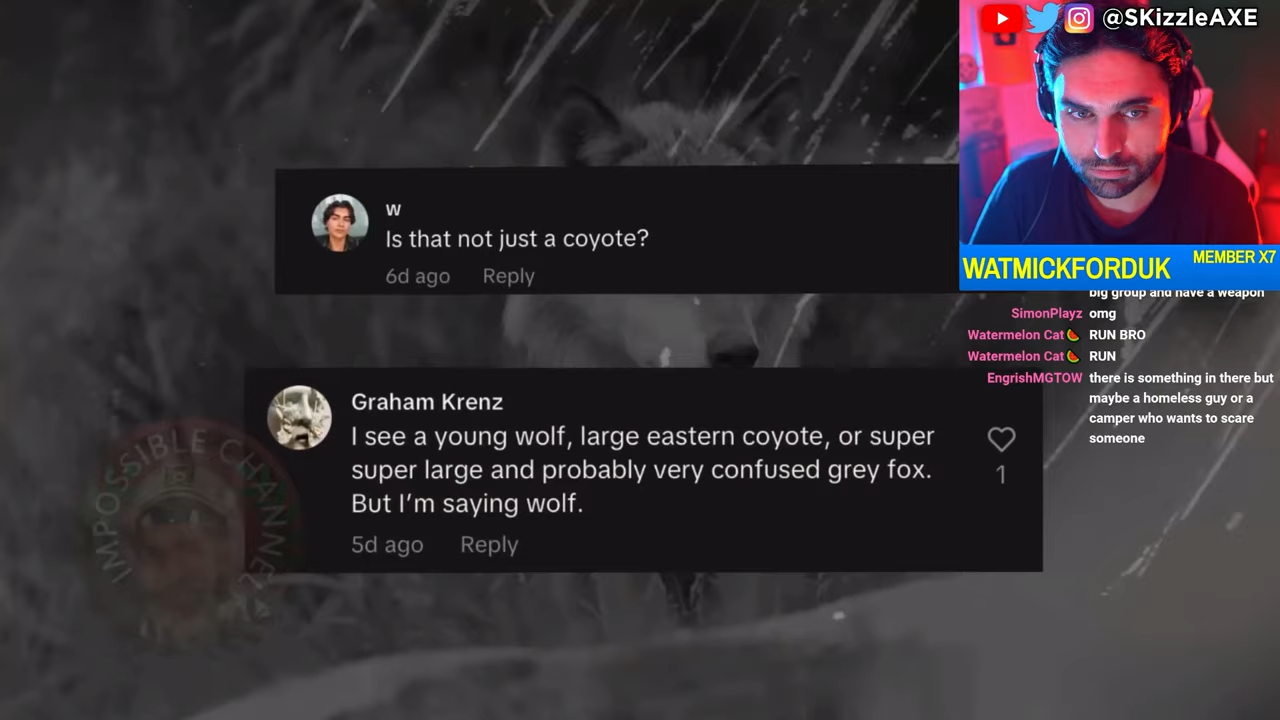 @SKizzleAXE
w
Is that not just a coyote?
6d ago Reply
WATMICKFORDUK MEMBER X7
big group and have a weapon
SimonPlayz omg
Watermelon Cat🍉 RUN BRO
Watermelon Cat🍉 RUN
EngrishMGTOW there is something in there but
maybe a homeless guy or a
camper who wants to scare
someone
Graham Krenz
I see a young wolf, large eastern coyote, or super
super large and probably very confused grey fox.
But I'm saying wolf.
1
5d ago Reply
IMPOSSIBLE CHANNEL